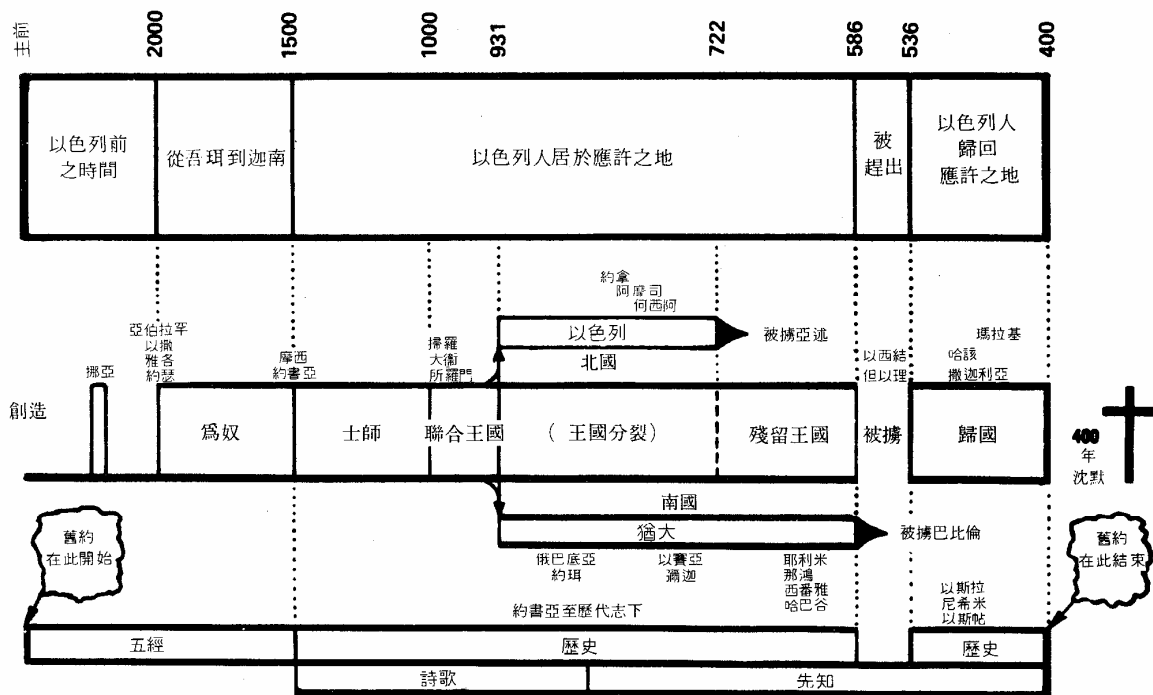 主前
2000
1500
1000
931
722
586
536
400
以色列前
之時間
從吾珥到迦南
以色列人居於應許之地
被
趕出
以色列人
歸回
應許之地
約拿
阿摩司
何西阿
以色列
北國
被擄亞述
亞伯拉罕
以撒
雅各
約瑟
挪亞
摩西
約書亞
掃羅
大衞
所羅門
以西結
但以理
瑪拉基
哈該
撒迦利亞
創造
爲奴
士師
聯合王國
(王國分裂)
殘留王國
被擄
歸國
400
年
沈默
南國
猶大
被擄巴比倫
舊約
在此開始
俄巴底亞
約珥
以賽亞
彌迦
耶利米
那鴻
西番雅
哈巴谷
以斯拉
尼希米
以斯帖
舊約
在此結束
約書亞至歷代志下
五經
歷史
歷史
詩歌
先知